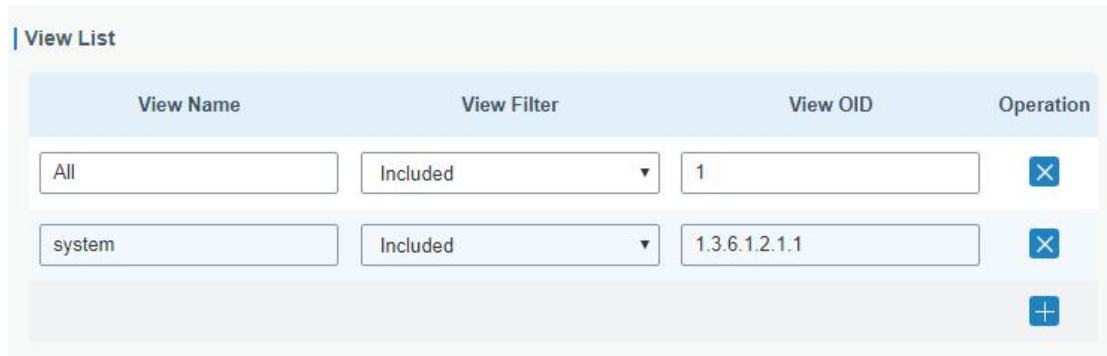 View List
View Name View Filter View OID Operation
All Included 1
system Included 1.3.6.1.2.1.1